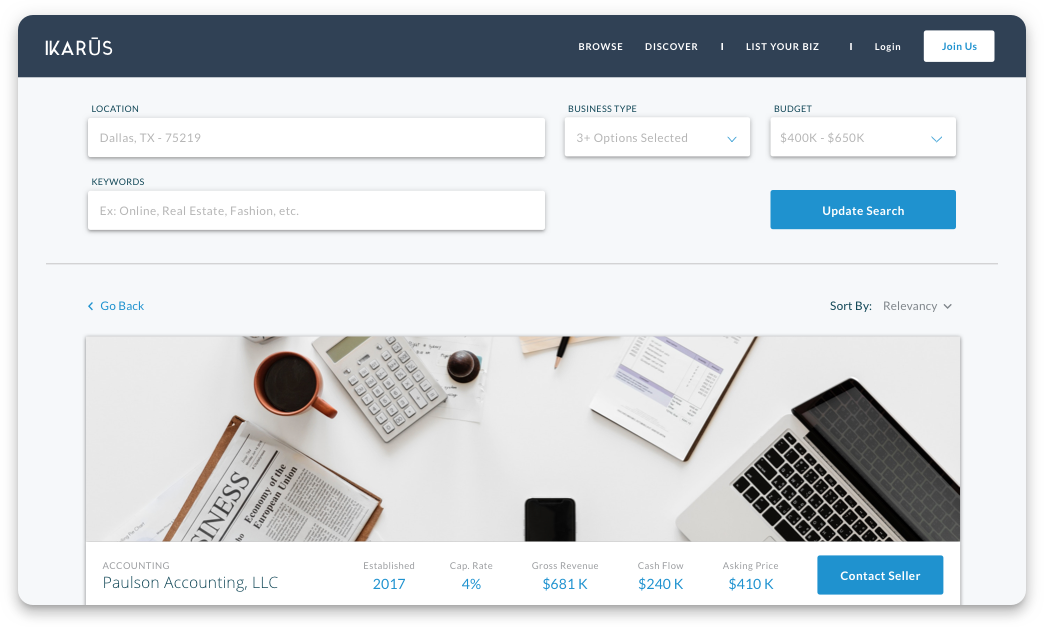 IKARŪS
BROWSE DISCOVER I LIST YOUR BIZ I Login Join Us
LOCATION BUSINESS TYPE BUDGET
Dallas, TX - 75219 3+ Options Selected $400K - $650K
KEYWORDS
Ex: Online, Real Estate, Fashion, etc. Update Search
Go Back Sort By: Relevancy
BUSINESS
Economy of the
European Union
ACCOUNTING
Paulson Accounting, LLC
Established Cap. Rate Gross Revenue Cash Flow Asking Price
2017 4% $681 K $240 K $410 K
Contact Seller